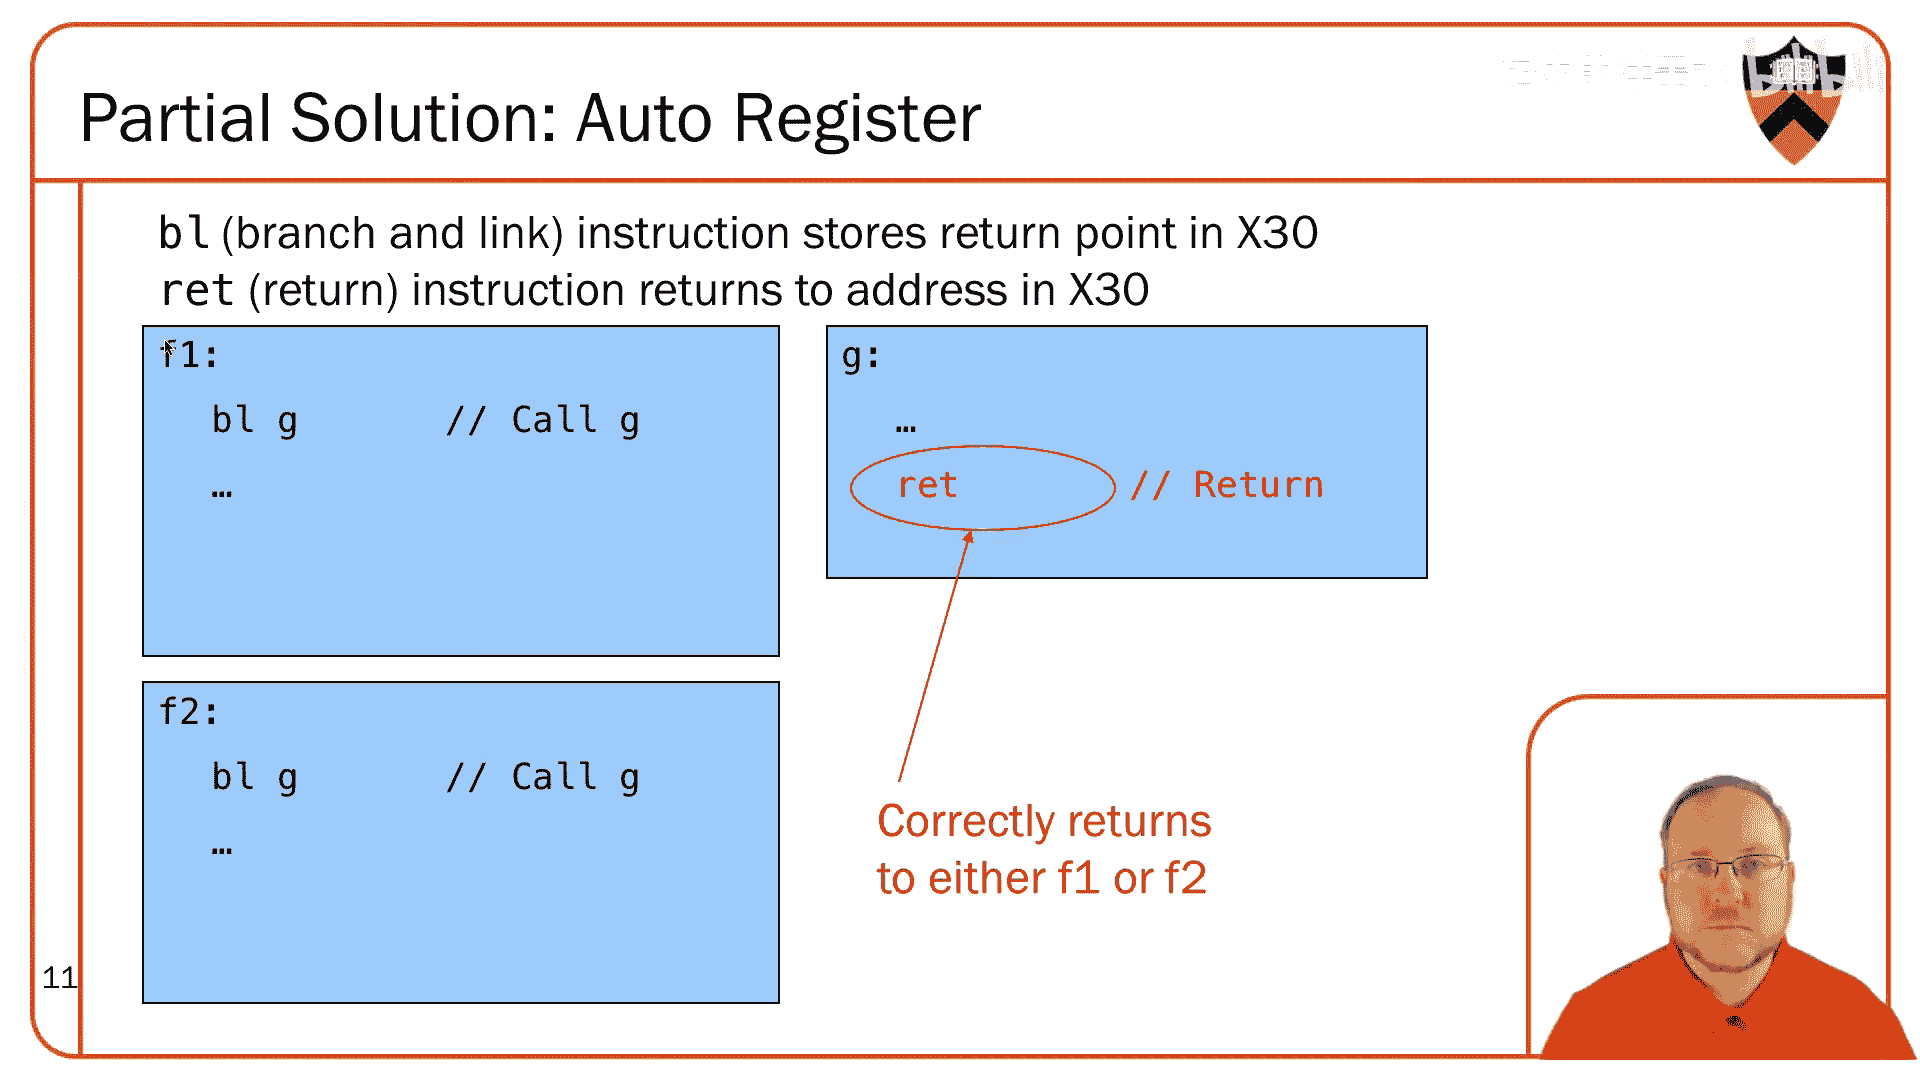 Partial Solution: Auto Register
bl (branch and link) instruction stores return point in X30
ret (return) instruction returns to address in X30
f1:
bl g // Call g
…
g:
…
ret // Return
f2:
bl g // Call g
…
Correctly returns
to either f1 or f2
11